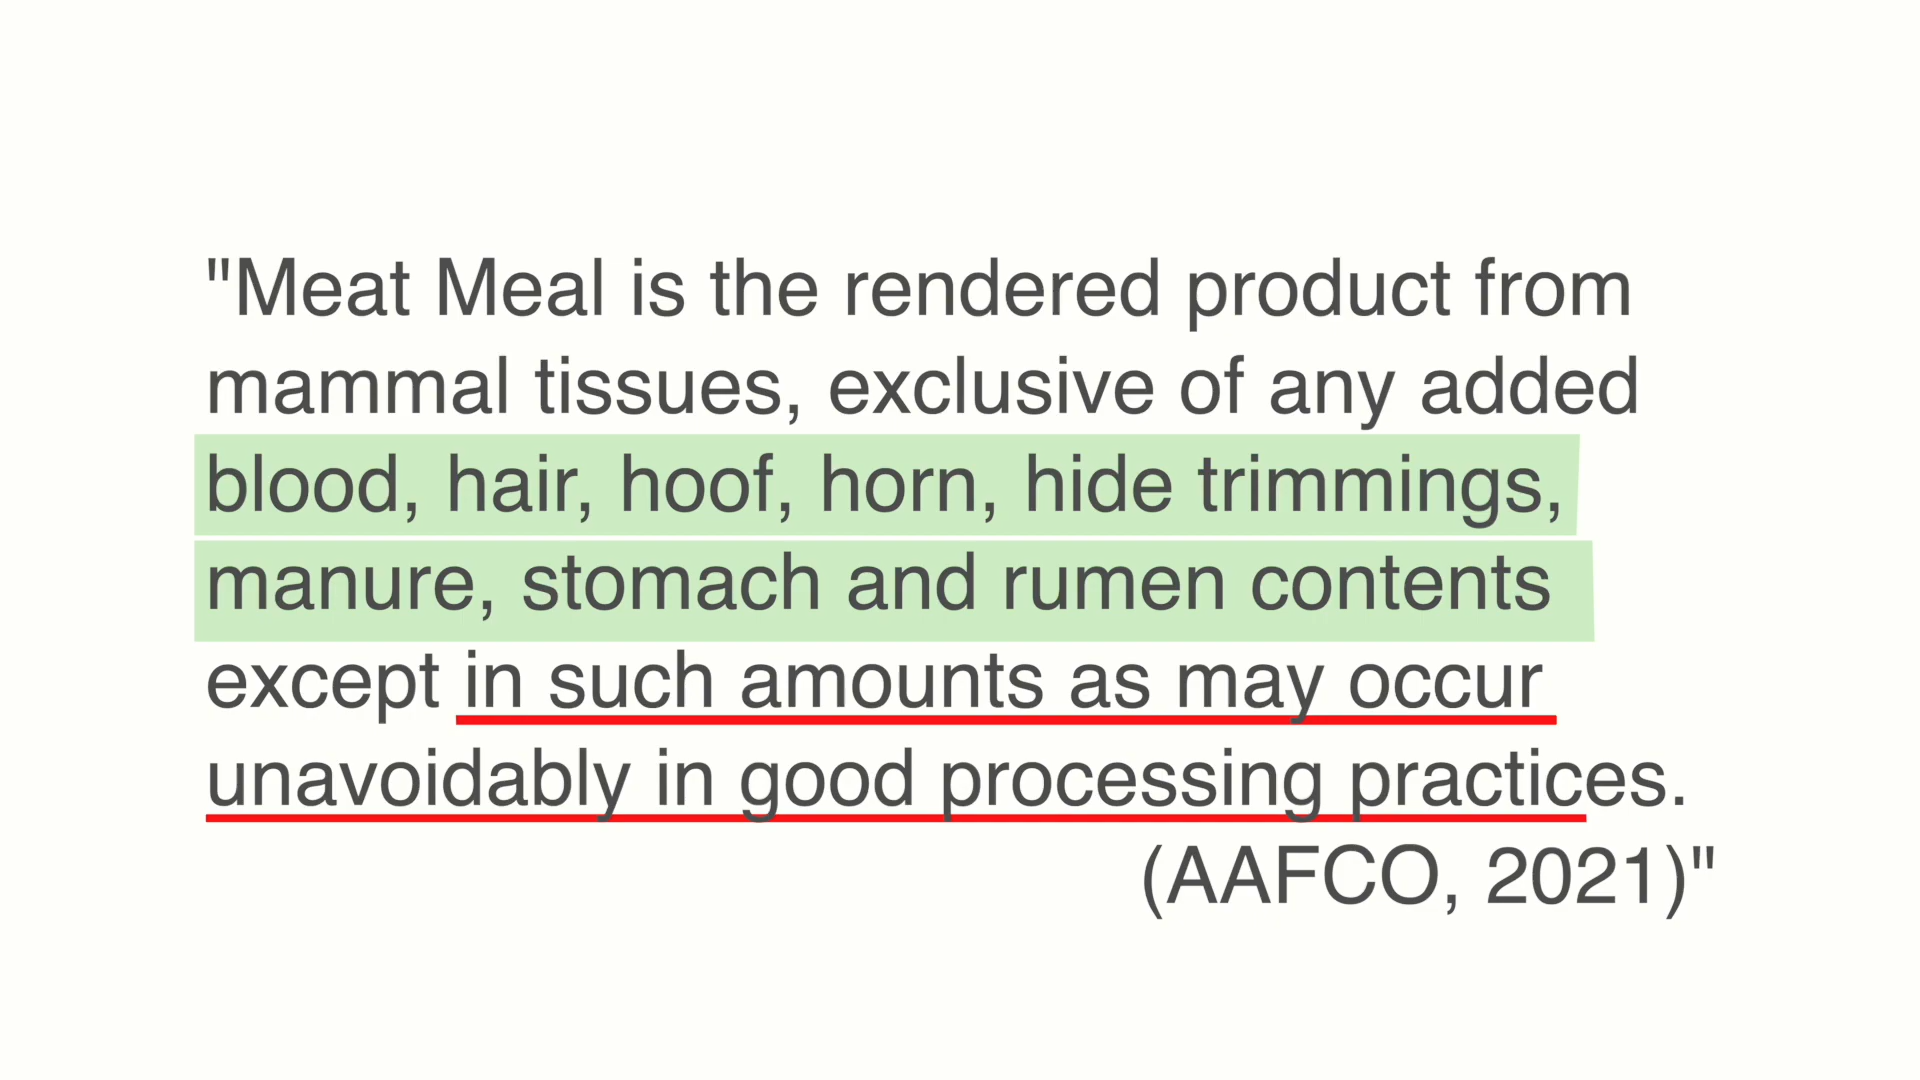 "Meat Meal is the rendered product from
mammal tissues, exclusive of any added
blood, hair, hoof, horn, hide trimmings,
manure, stomach and rumen contents
except in such amounts as may occur
unavoidably in good processing practices.
(AAFCO, 2021)"